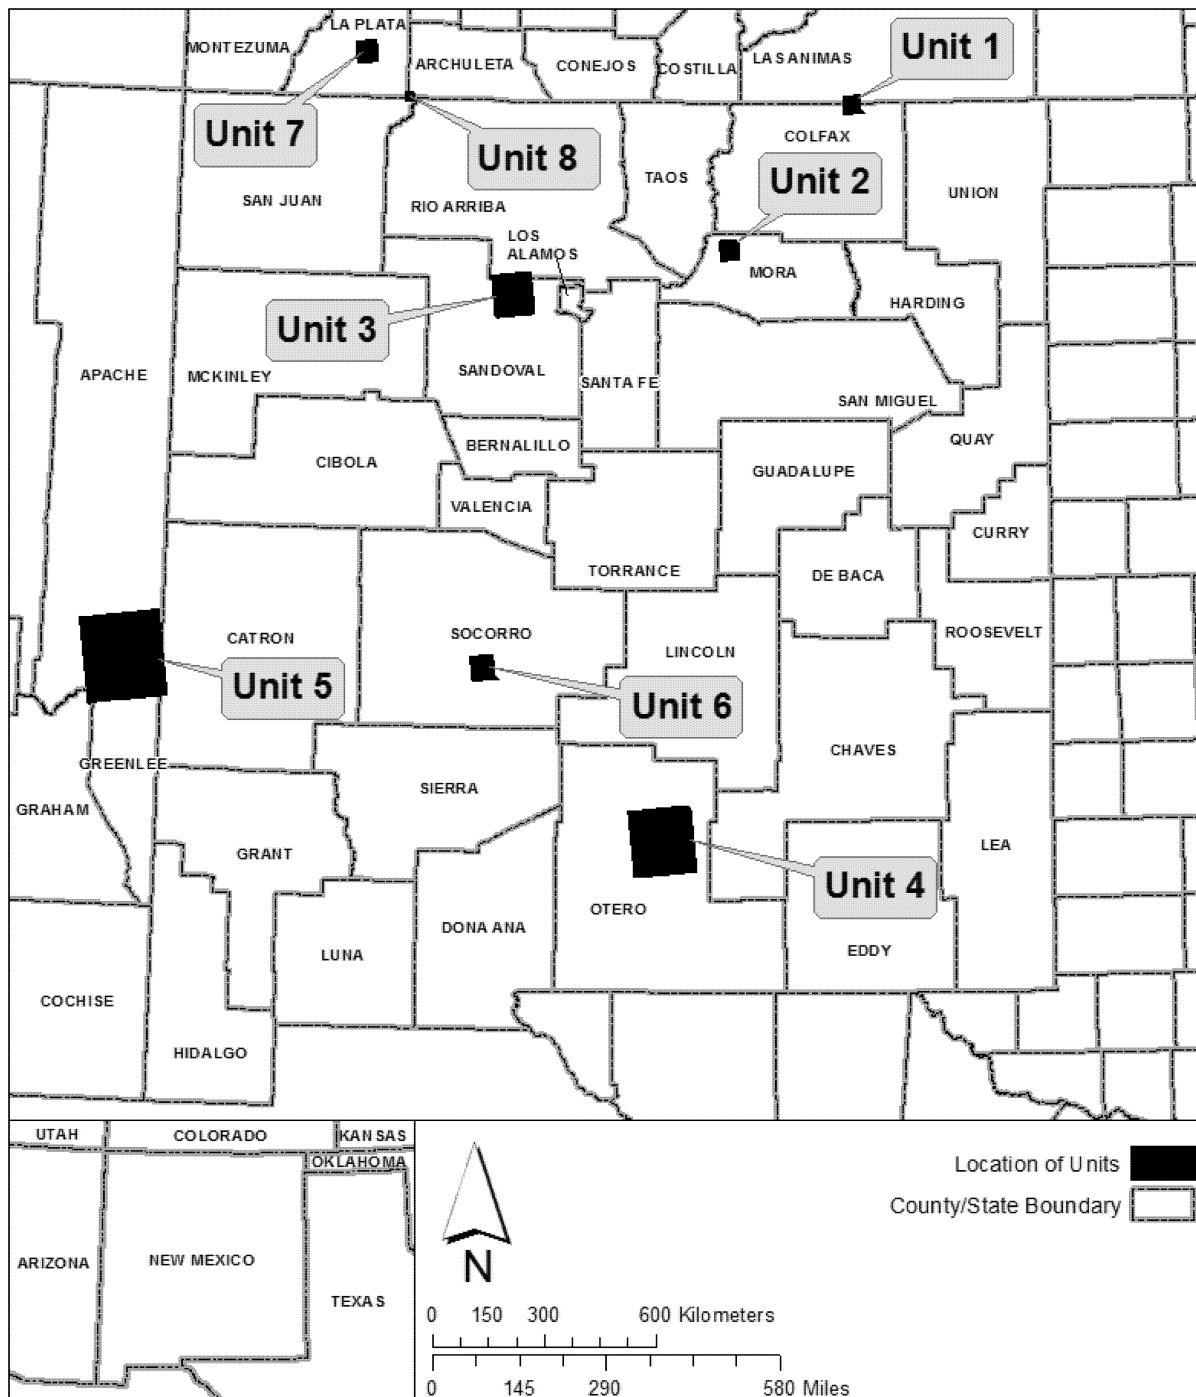 LA PLATA
MONTEZUMA
ARCHULETA
CONEJOS
COSTILLA
LAS ANIMAS
Unit 1
Unit 7
Unit 8
COLFAX
Unit 2
TAOS
UNION
SAN JUAN
RIO ARRIBA
LOS
ALAMOS
MORA
HARDING
Unit 3
APACHE
MCKINLEY
SANDOVAL
SANTA FE
SAN MIGUEL
QUAY
BERNALILLO
CIBOLA
GUADALUPE
VALENCIA
CURRY
TORRANCE
DE BACA
CATRON
SOCORRO
ROOSEVELT
LINCOLN
Unit 5
Unit 6
CHAVES
GREENLEE
SIERRA
GRAHAM
GRANT
LEA
Unit 4
OTERO
DONA ANA
LUNA
EDDY
COCHISE
HIDALGO
UTAH
COLORADO
KANSAS
OKLAHOMA
ARIZONA
NEW MEXICO
TEXAS
N
Location of Units
County/State Boundary
0 150 300 600 Kilometers
0 145 290 580 Miles